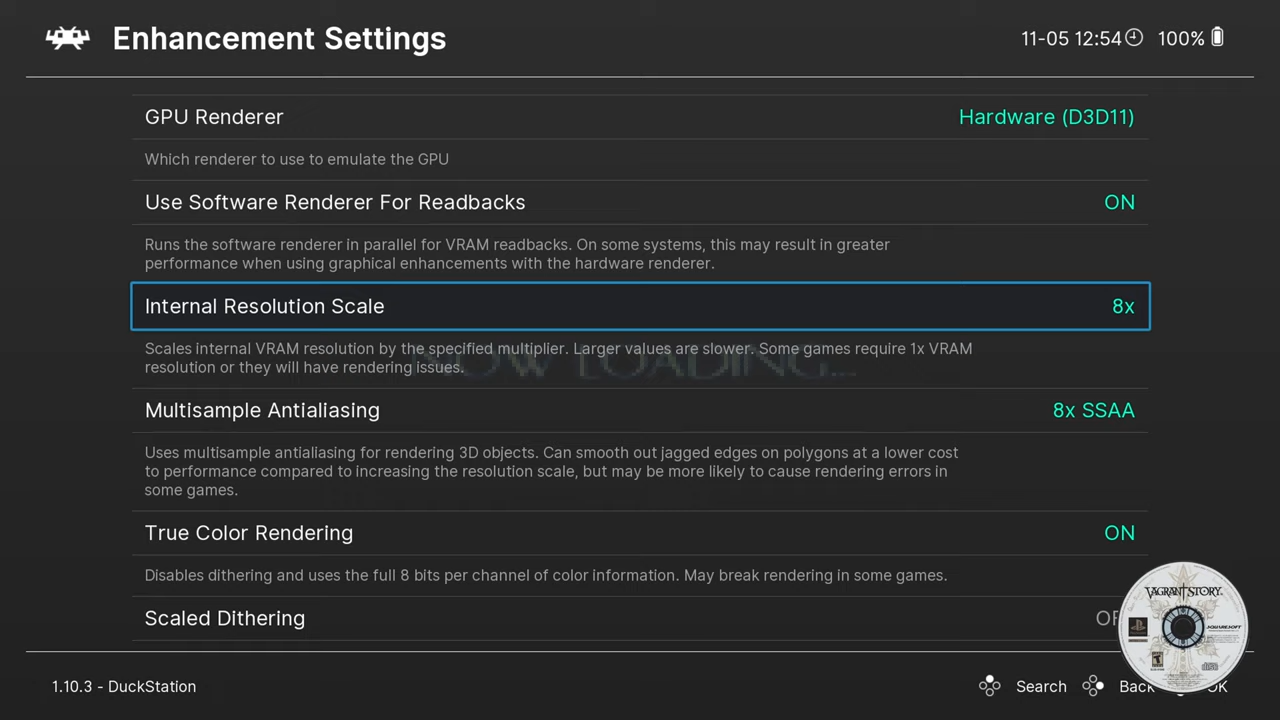 Enhancement Settings
11-05 12:54 100%
GPU Renderer Hardware (D3D11)
Which renderer to use to emulate the GPU
Use Software Renderer For Readbacks ON
Runs the software renderer in parallel for VRAM readbacks. On some systems, this may result in greater
performance when using graphical enhancements with the hardware renderer.
Internal Resolution Scale 8x
Scales internal VRAM resolution by the specified multiplier. Larger values are slower. Some games require 1x VRAM
resolution or they will have rendering issues.
NOW LOADING...
Multisample Antialiasing 8x SSAA
Uses multisample antialiasing for rendering 3D objects. Can smooth out jagged edges on polygons at a lower cost
to performance compared to increasing the resolution scale, but may be more likely to cause rendering errors in
some games.
True Color Rendering ON
Disables dithering and uses the full 8 bits per channel of color information. May break rendering in some games.
VAGRANT STORY
Scaled Dithering
SQUARESOFT
1.10.3 - DuckStation
Search Back OK